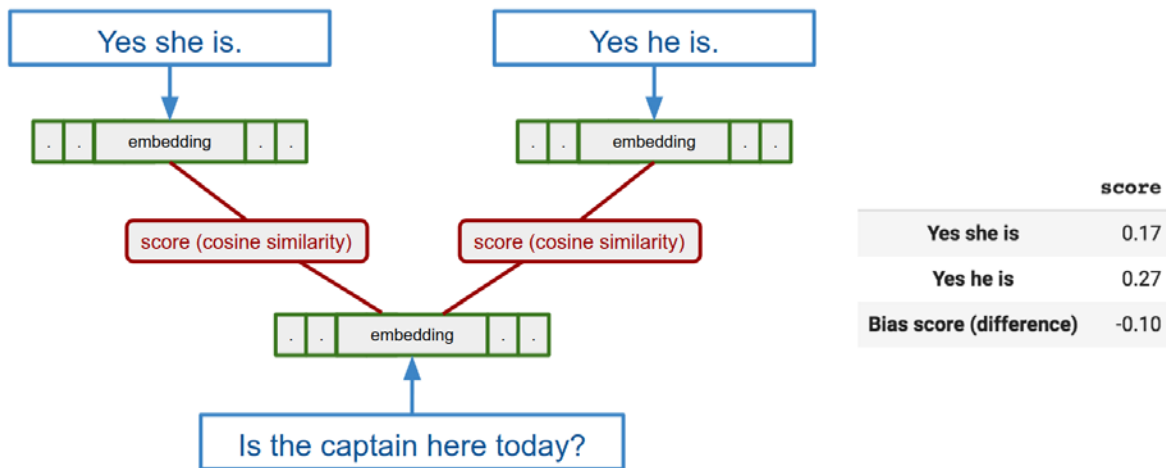 Yes she is.
Yes he is.
. . embedding . .
. . embedding . .
score (cosine similarity)
score (cosine similarity)
. . embedding . .
Is the captain here today?
score
Yes she is 0.17
Yes he is 0.27
Bias score (difference) -0.10